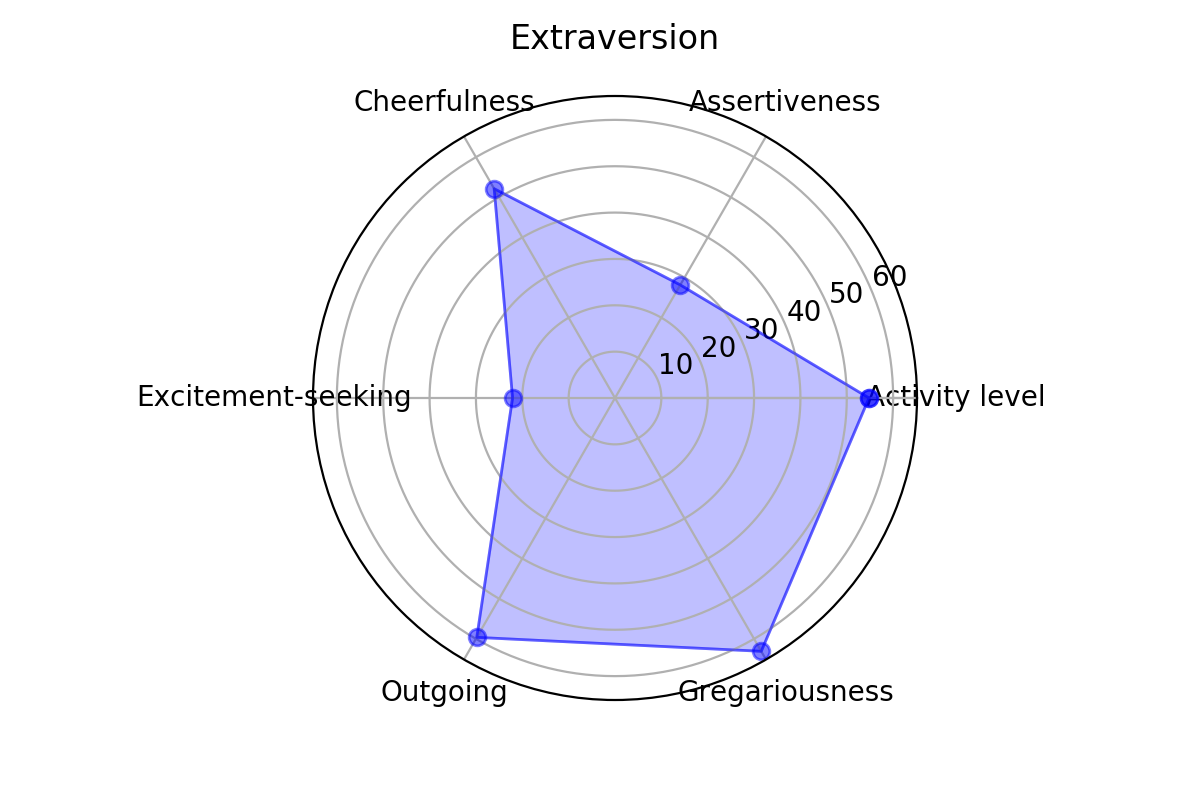 Extraversion
Cheerfulness
Assertiveness
60
50
40
30
20
10
Excitement-seeking
Activity level
Outgoing
Gregariousness